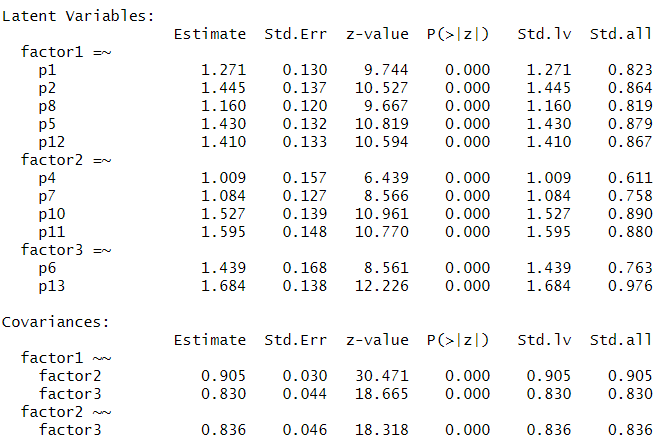 Latent Variables:
Estimate Std.Err z-value P(>|z|) Std.lv Std.all
factor1 =~
p1 1.271 0.130 9.744 0.000 1.271 0.823
p2 1.445 0.137 10.527 0.000 1.445 0.864
p8 1.160 0.120 9.667 0.000 1.160 0.819
p5 1.430 0.132 10.819 0.000 1.430 0.879
p12 1.410 0.133 10.594 0.000 1.410 0.867
factor2 =~
p4 1.009 0.157 6.439 0.000 1.009 0.611
p7 1.084 0.127 8.566 0.000 1.084 0.758
p10 1.527 0.139 10.961 0.000 1.527 0.890
p11 1.595 0.148 10.770 0.000 1.595 0.880
factor3 =~
p6 1.439 0.168 8.561 0.000 1.439 0.763
p13 1.684 0.138 12.226 0.000 1.684 0.976
Covariances:
Estimate Std.Err z-value P(>|z|) Std.lv Std.all
factor1 ~~
factor2 0.905 0.030 30.471 0.000 0.905 0.905
factor3 0.830 0.044 18.665 0.000 0.830 0.830
factor2 ~~
factor3 0.836 0.046 18.318 0.000 0.836 0.836